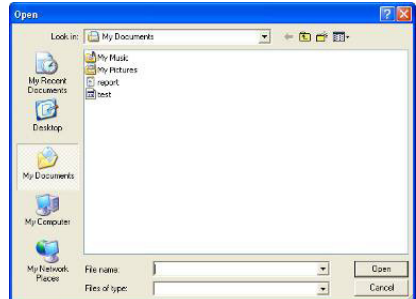 Open
Look in: My Documents
My Music
My Pictures
report
test
My Recent
Documents
Desktop
My Documents
My Computer
My Network
Places
File name:
Open
Files of type:
Cancel